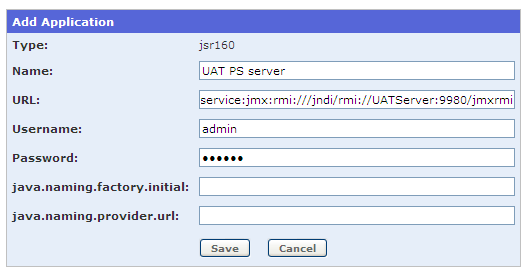 Add Application
Type: jsr160
Name: UAT PS server
URL: service:jmx:rmi:///jndi/rmi://UATServer:9980/jmxrmi
Username: admin
Password: ••••••
java.naming.factory.initial:
java.naming.provider.url:
Save Cancel